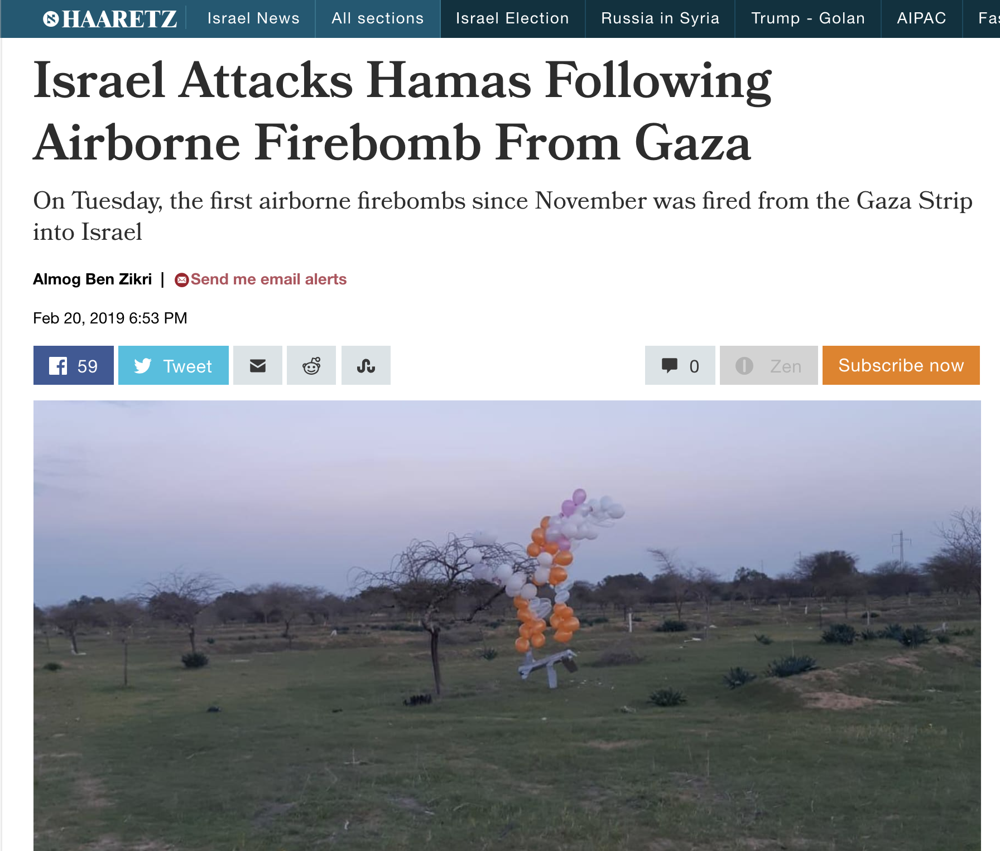 HAARETZ
Israel News
All sections
Israel Election
Russia in Syria
Trump - Golan
AIPAC
Israel Attacks Hamas Following
Airborne Firebomb From Gaza
On Tuesday, the first airborne firebombs since November was fired from the Gaza Strip
into Israel
Almog Ben Zikri | Send me email alerts
Feb 20, 2019 6:53 PM
59
Tweet
0
Zen
Subscribe now